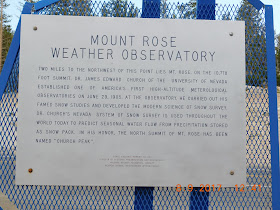 MOUNT ROSE
WEATHER OBSERVATORY
TWO MILES TO THE NORTHWEST OF THIS POINT LIES MT. ROSE. ON THE 10,778
FOOT SUMMIT DR. JAMES EDWARD CHURCH OF THE UNIVERSITY OF NEVADA
ESTABLISHED ONE OF AMERICA'S FIRST HIGH-ALTITUDE METEROLOGICAL
OBSERVATORIES ON JUNE 29, 1905. AT THE OBSERVATORY, HE CARRIED OUT HIS
FAMED SNOW STUDIES AND DEVELOPED THE MODERN SCIENCE OF SNOW SURVEY.
DR. CHURCH'S NEVADA SYSTEM OF SNOW SURVEY IS USED THROUGHOUT THE
WORLD TODAY TO PREDICT SEASONAL WATER FLOW FROM PRECIPITATION STORED
AS SNOW PACK. IN HIS HONOR, THE NORTH SUMMIT OF MT. ROSE HAS BEEN
NAMED "CHURCH PEAK."